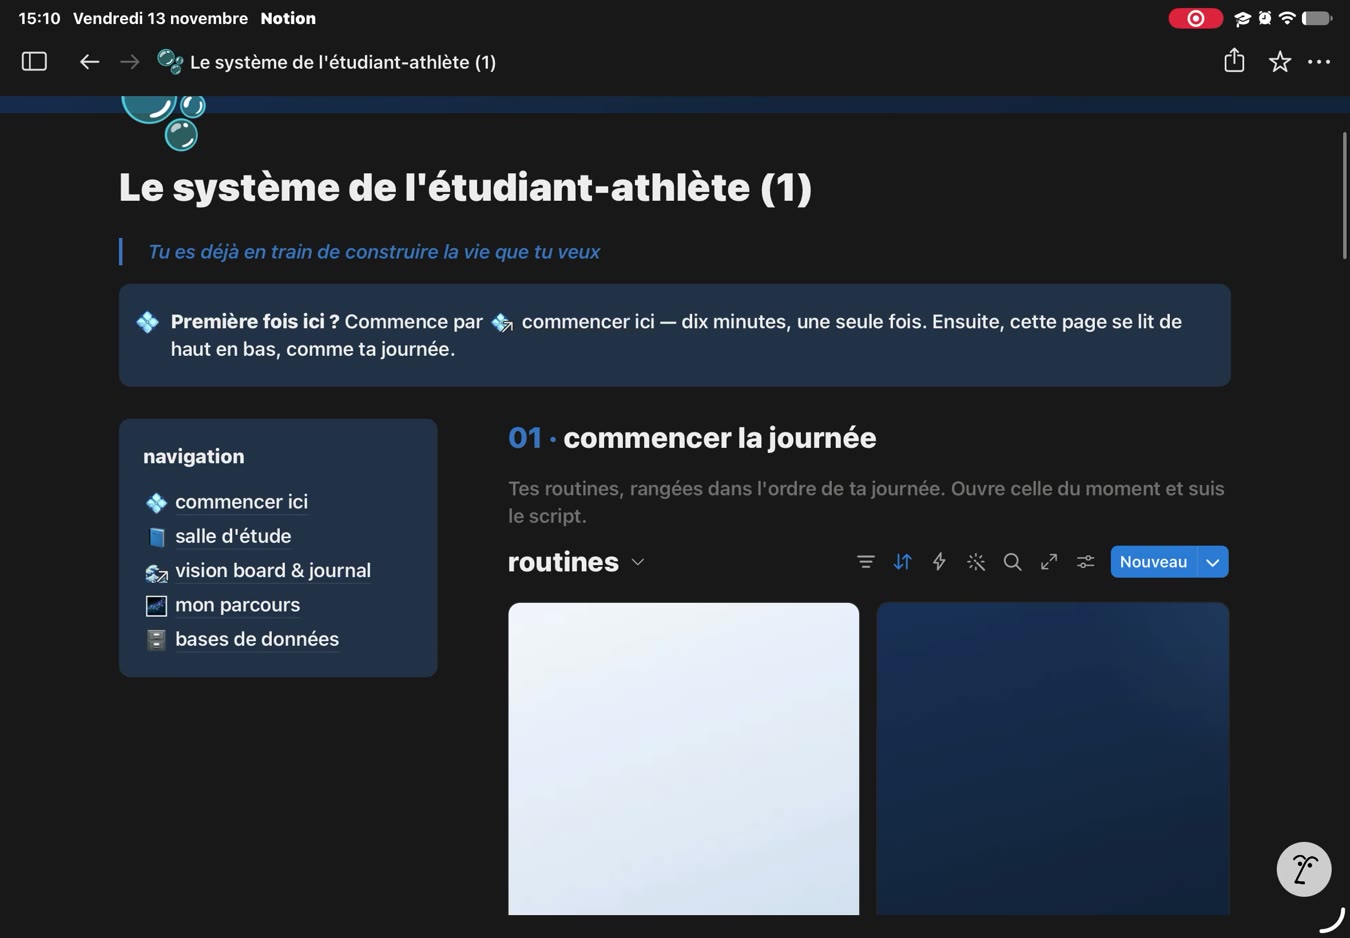 15:10 Vendredi 13 novembre Notion
Le système de l'étudiant-athlète (1)
Le système de l'étudiant-athlète (1)
Tu es déjà en train de construire la vie que tu veux
Première fois ici ? Commence par commencer ici — dix minutes, une seule fois. Ensuite, cette page se lit de
haut en bas, comme ta journée.
navigation
commencer ici
salle d'étude
vision board & journal
mon parcours
bases de données
01 · commencer la journée
Tes routines, rangées dans l'ordre de ta journée. Ouvre celle du moment et suis
le script.
routines
Nouveau